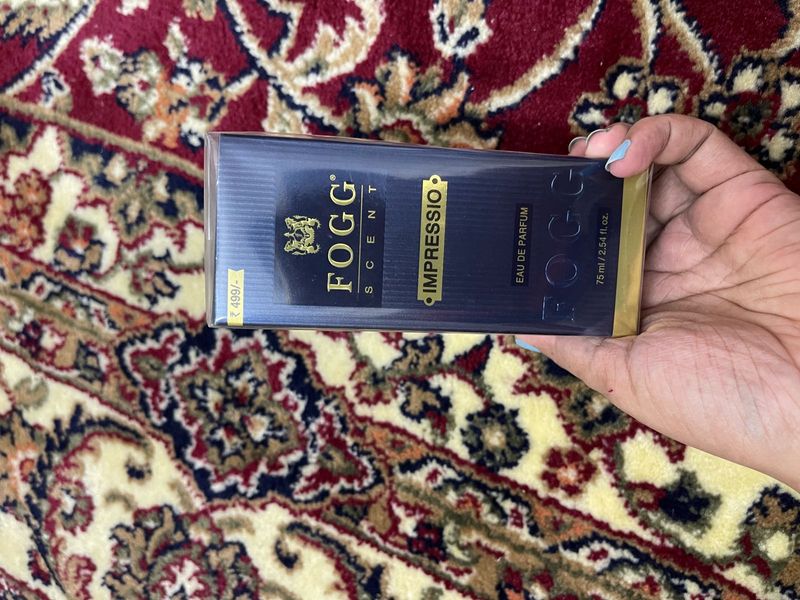 ₹ 499/-
FOGG®
SCENT
IMPRESSIO
EAU DE PARFUM
FOGG
75 ml / 2.54 fl. oz.